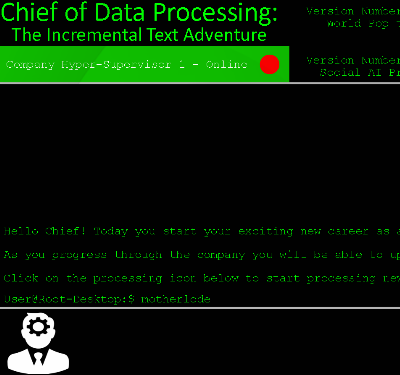 Chief of Data Processing:
The Incremental Text Adventure
Version Number
World Pop
Company Hyper-Supervisor 1 - Online
Version Number
Social AI Pr
Hello Chief! Today you start your exciting new career as a
As you progress through the company you will be able to up
Click on the processing icon below to start processing new
User@Root-Desktop:$ motherlode